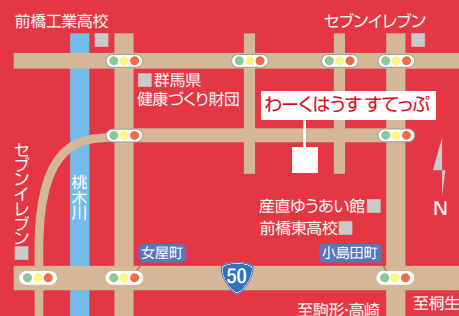 前橋工業高校
セブンイレブン
群馬県
健康づくり財団
わーくはうす すてっぷ
セブンイレブン
桃木川
産直ゆうあい館
前橋東高校
N
女屋町
50
小島田町
至駒形・高崎
至桐生